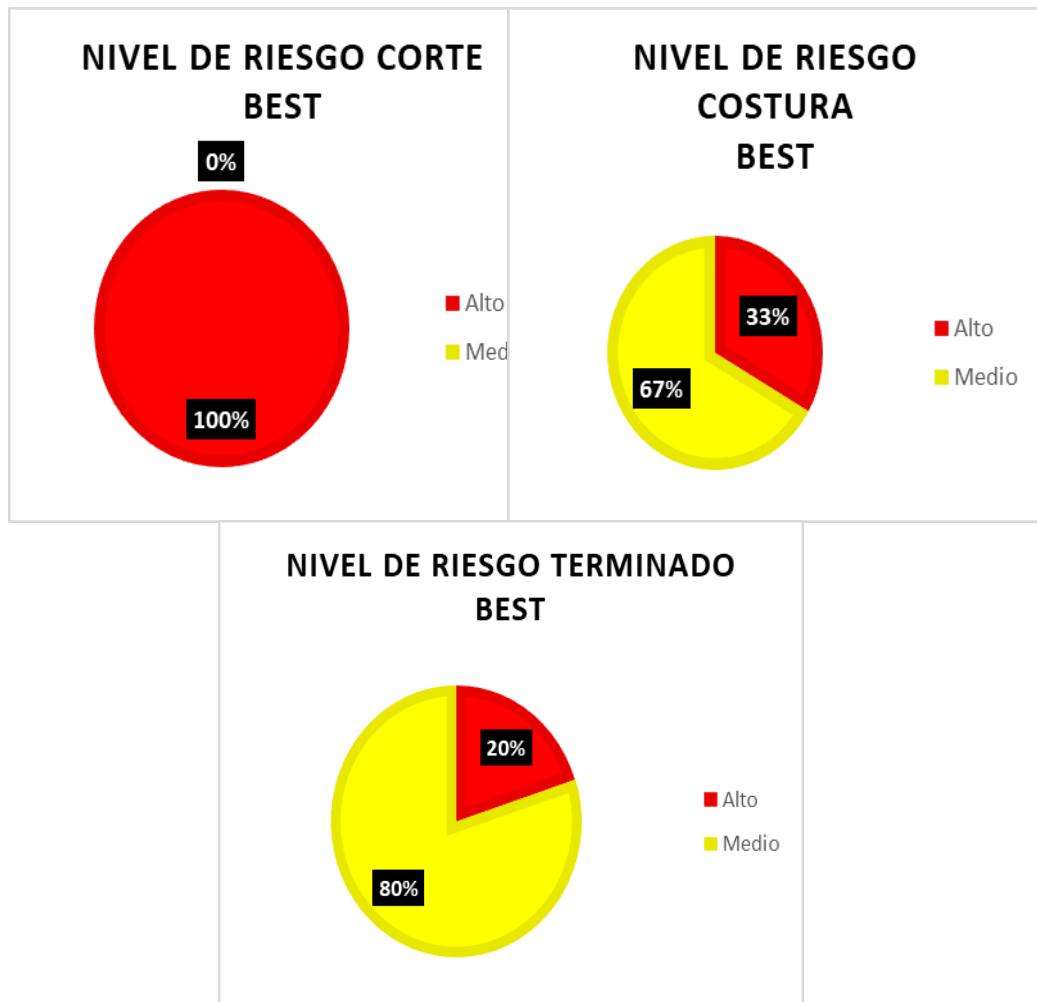 NIVEL DE RIESGO CORTE
BEST
0%
100%
Alto
Med
NIVEL DE RIESGO
COSTURA
BEST
33%
67%
Alto
Medio
NIVEL DE RIESGO TERMINADO
BEST
20%
80%
Alto
Medio